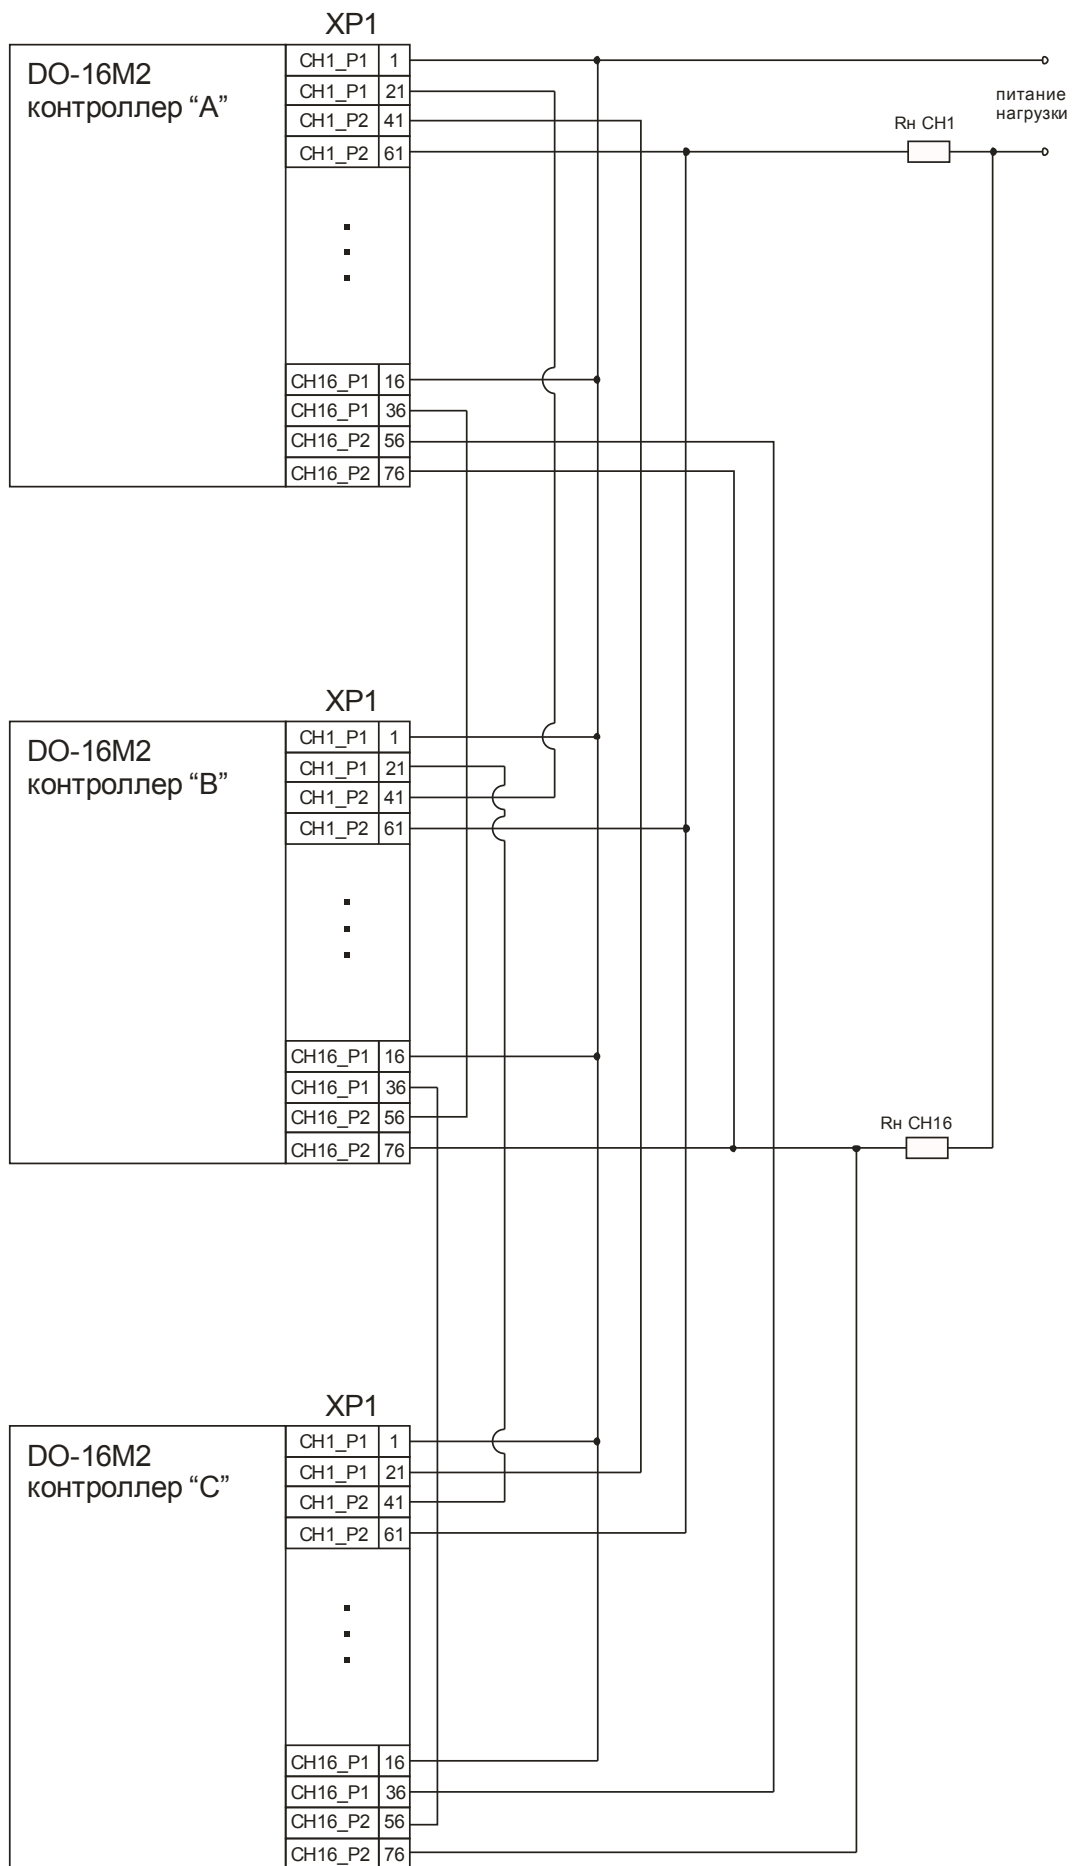 XP1
DO-16M2
контроллер “A”
CH1_P1 1
CH1_P1 21
CH1_P2 41
CH1_P2 61
CH16_P1 16
CH16_P1 36
CH16_P2 56
CH16_P2 76
питание
нагрузки
Rн CH1
XP1
DO-16M2
контроллер “B”
CH1_P1 1
CH1_P1 21
CH1_P2 41
CH1_P2 61
CH16_P1 16
CH16_P1 36
CH16_P2 56
CH16_P2 76
Rн CH16
XP1
DO-16M2
контроллер “C”
CH1_P1 1
CH1_P1 21
CH1_P2 41
CH1_P2 61
CH16_P1 16
CH16_P1 36
CH16_P2 56
CH16_P2 76